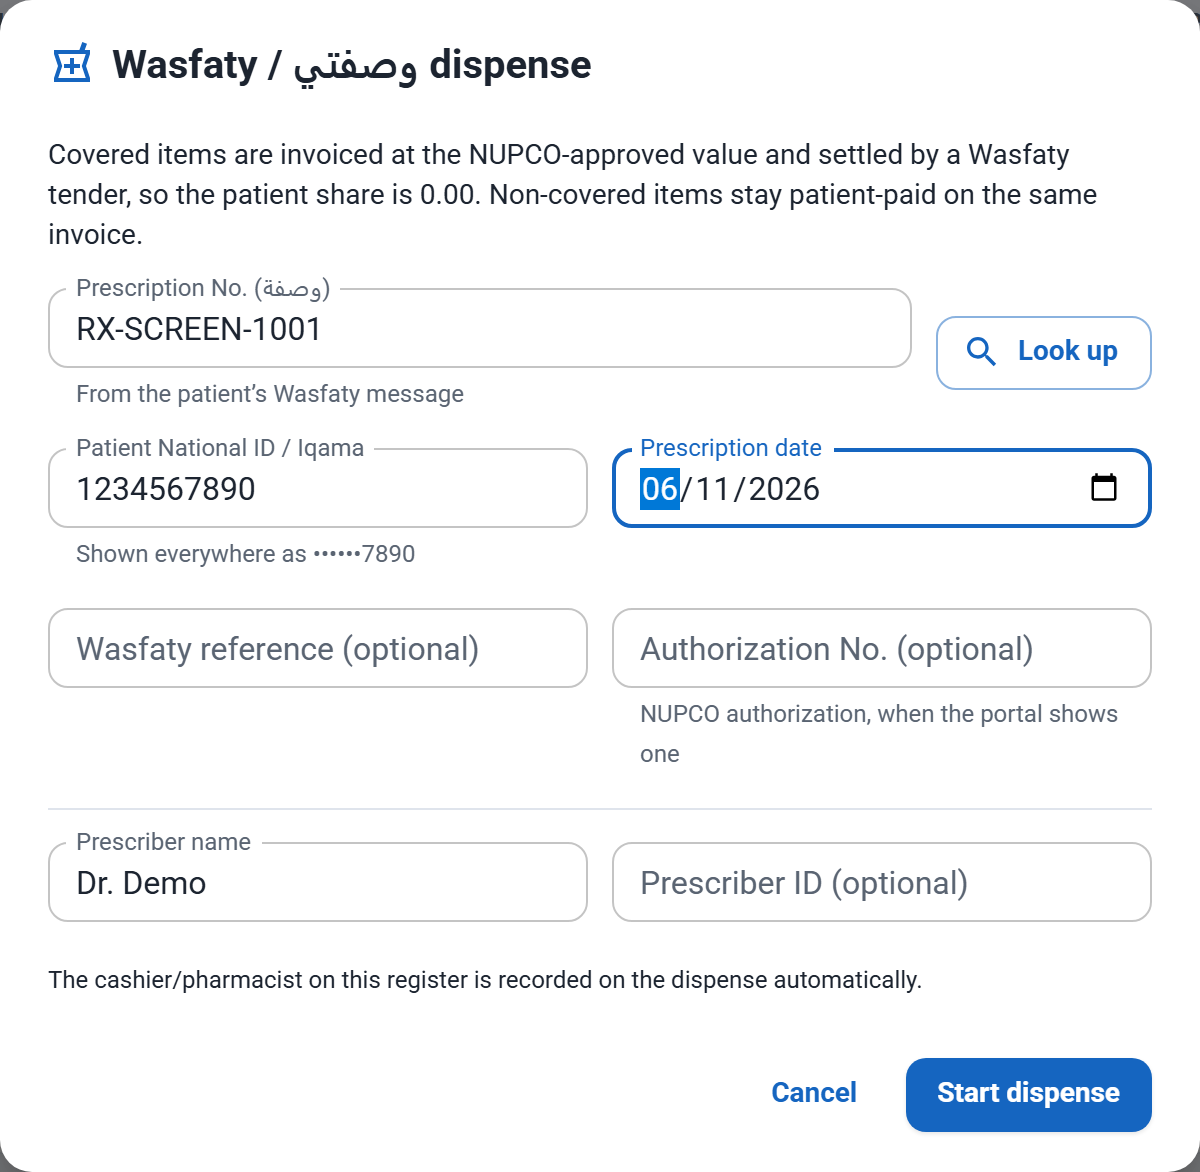 Wasfaty / وصفتي dispense
Covered items are invoiced at the NUPCO-approved value and settled by a Wasfaty
tender, so the patient share is 0.00. Non-covered items stay patient-paid on the same
invoice.
Prescription No. (وصفة)
RX-SCREEN-1001
Look up
From the patient’s Wasfaty message
Patient National ID / Iqama
1234567890
Shown everywhere as ••••••7890
Prescription date
06/11/2026
Wasfaty reference (optional)
Authorization No. (optional)
NUPCO authorization, when the portal shows
one
Prescriber name
Dr. Demo
Prescriber ID (optional)
The cashier/pharmacist on this register is recorded on the dispense automatically.
Cancel
Start dispense